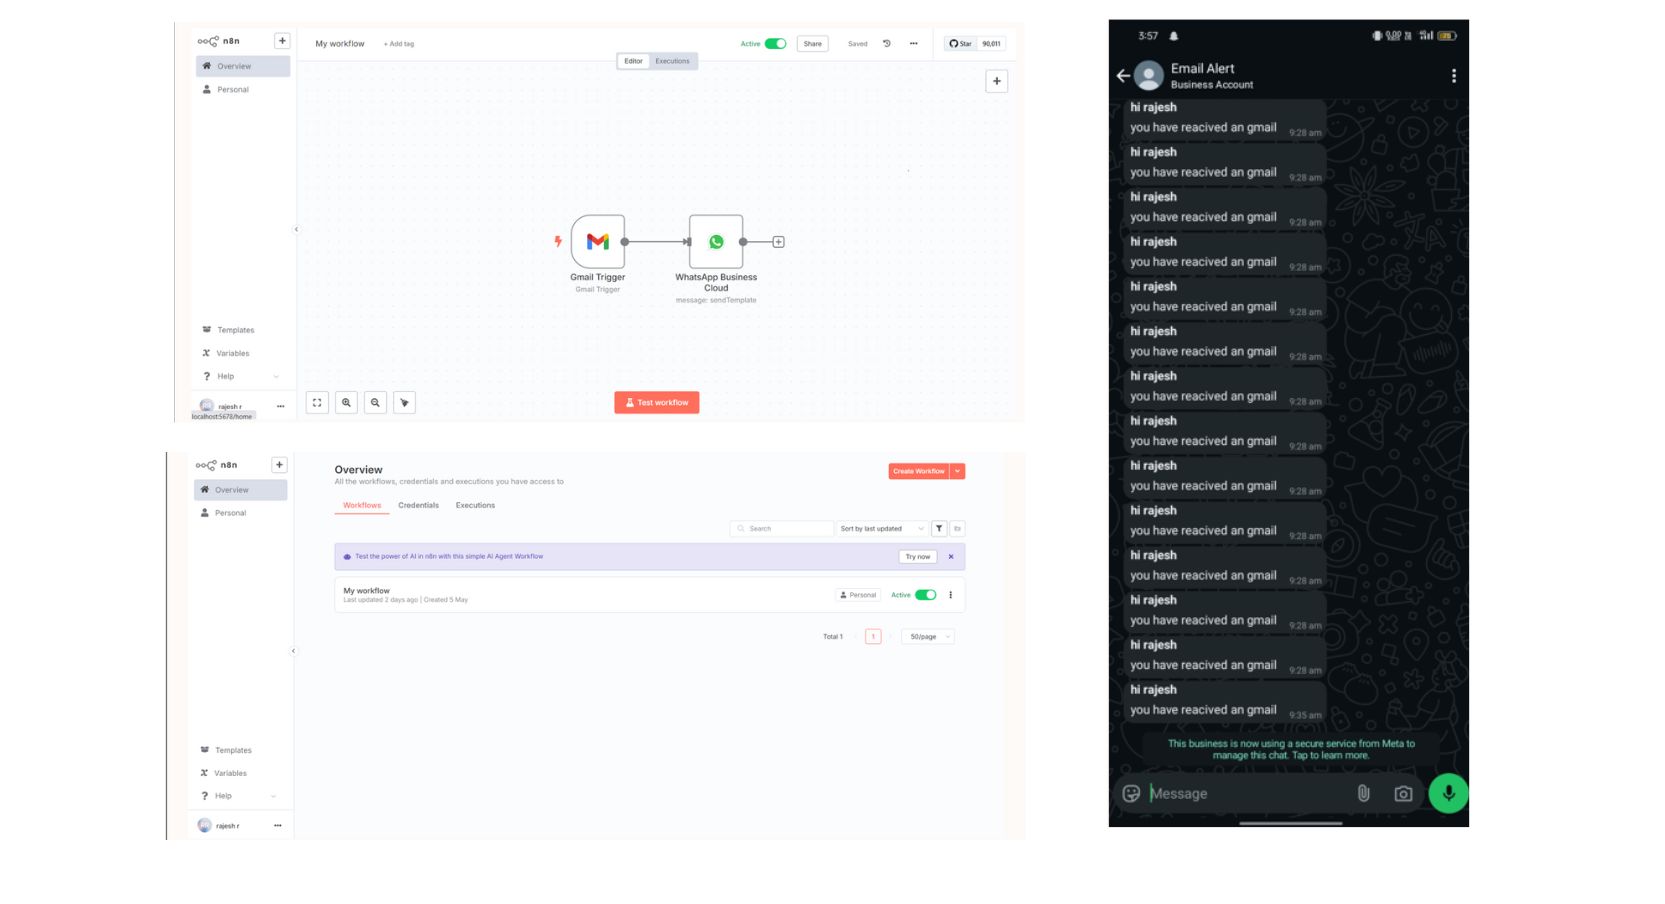 n8n
+
Overview
Personal
Templates
Variables
Help
rajesh r
localhost:5678/home
My workflow
+ Add tag
Active
Share
Saved
Star 90,011
Editor Executions
Gmail Trigger
Gmail Trigger
WhatsApp Business
Cloud
message: sendTemplate
Test workflow
n8n
+
Overview
Personal
Templates
Variables
Help
rajesh r
Overview
All the workflows, credentials and executions you have access to
Create Workflow
Workflows Credentials Executions
Search
Sort by last updated
Test the power of AI in n8n with this simple AI Agent Workflow
Try now
My workflow
Last updated 2 days ago | Created 5 May
Personal
Active
Total 1
1
50/page
3:57
Email Alert
Business Account
hi rajesh
you have reacived an gmail 9:28 am
hi rajesh
you have reacived an gmail 9:28 am
hi rajesh
you have reacived an gmail 9:28 am
hi rajesh
you have reacived an gmail 9:28 am
hi rajesh
you have reacived an gmail 9:28 am
hi rajesh
you have reacived an gmail 9:28 am
hi rajesh
you have reacived an gmail 9:28 am
hi rajesh
you have reacived an gmail 9:28 am
hi rajesh
you have reacived an gmail 9:28 am
hi rajesh
you have reacived an gmail 9:28 am
hi rajesh
you have reacived an gmail 9:28 am
hi rajesh
you have reacived an gmail 9:28 am
hi rajesh
you have reacived an gmail 9:28 am
hi rajesh
you have reacived an gmail 9:35 am
This business is now using a secure service from Meta to
manage this chat. Tap to learn more.
Message